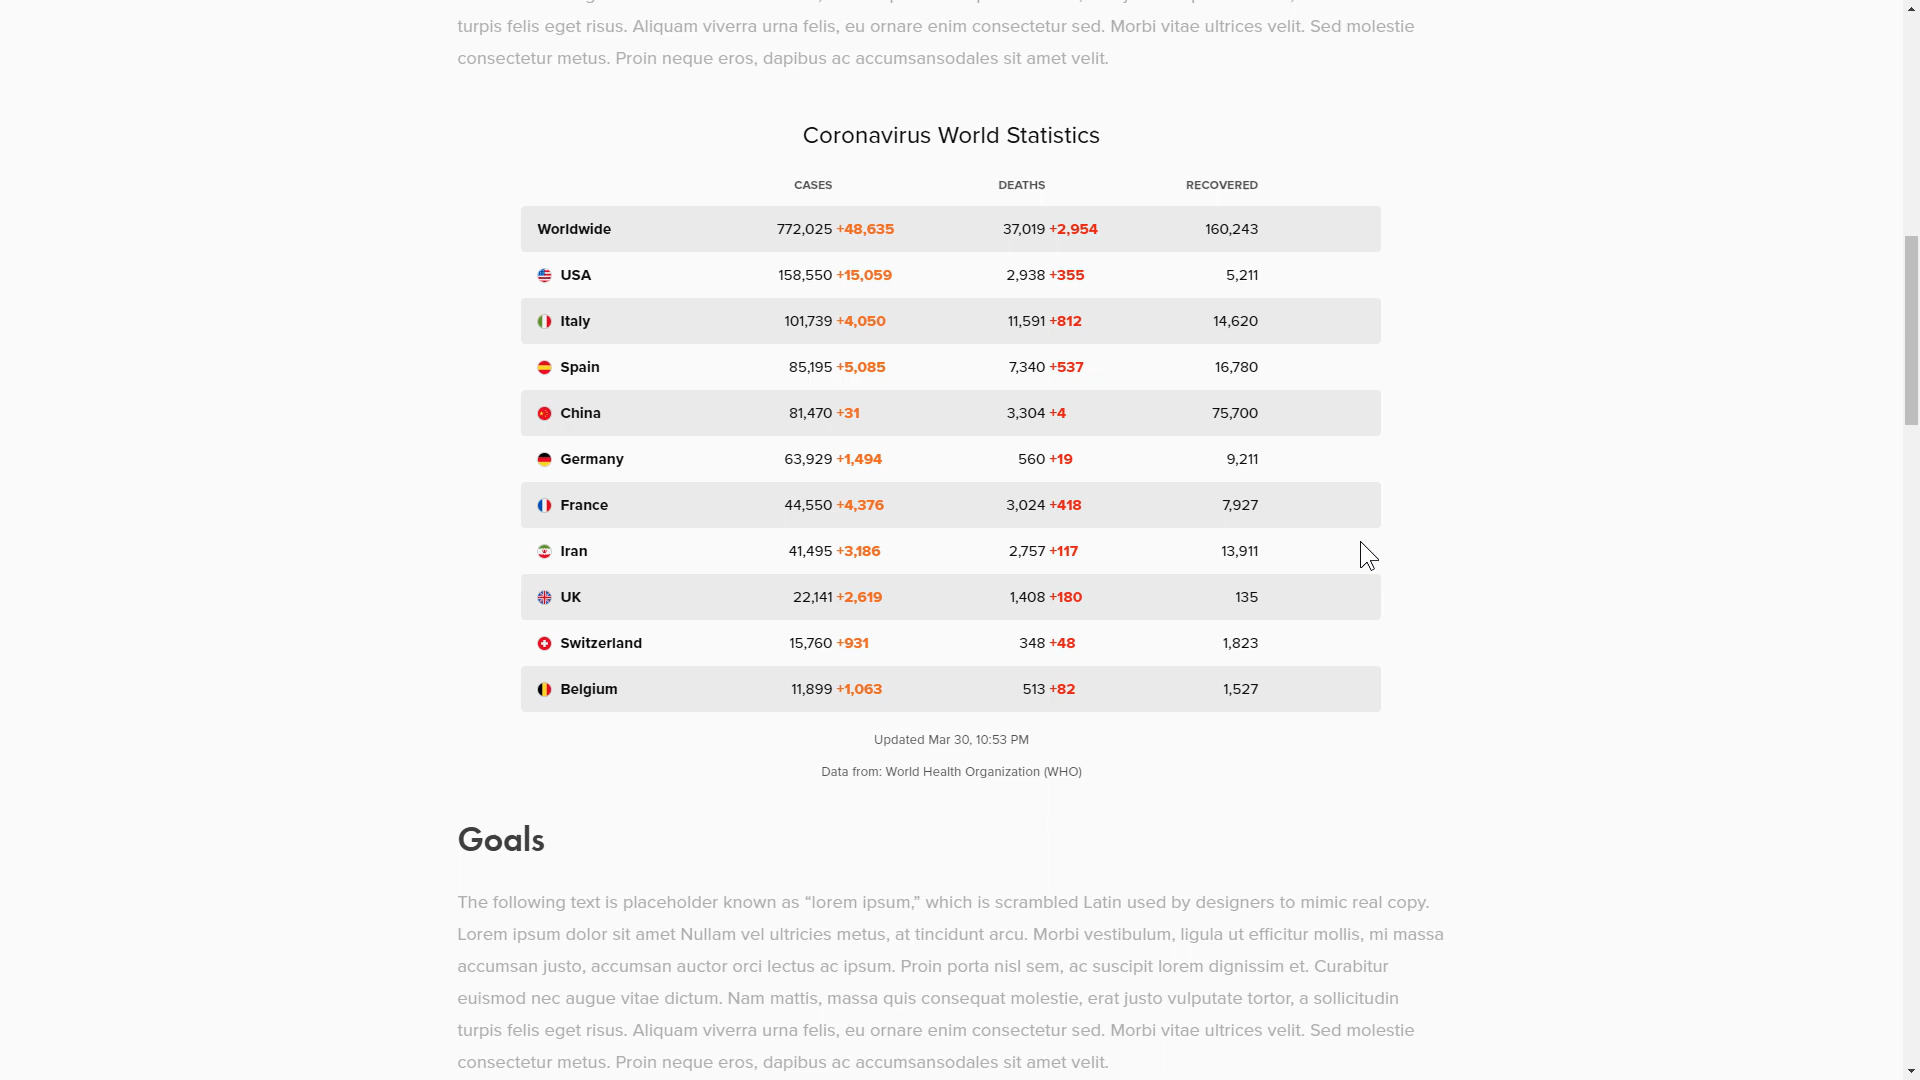 turpis felis eget risus. Aliquam viverra urna felis, eu ornare enim consectetur sed. Morbi vitae ultrices velit. Sed molestie
consectetur metus. Proin neque eros, dapibus ac accumsansodales sit amet velit.
Coronavirus World Statistics
CASES DEATHS RECOVERED
Worldwide 772,025 +48,635 37,019 +2,954 160,243
USA 158,550 +15,059 2,938 +355 5,211
Italy 101,739 +4,050 11,591 +812 14,620
Spain 85,195 +5,085 7,340 +537 16,780
China 81,470 +31 3,304 +4 75,700
Germany 63,929 +1,494 560 +19 9,211
France 44,550 +4,376 3,024 +418 7,927
Iran 41,495 +3,186 2,757 +117 13,911
UK 22,141 +2,619 1,408 +180 135
Switzerland 15,760 +931 348 +48 1,823
Belgium 11,899 +1,063 513 +82 1,527
Updated Mar 30, 10:53 PM
Data from: World Health Organization (WHO)
Goals
The following text is placeholder known as “lorem ipsum,” which is scrambled Latin used by designers to mimic real copy.
Lorem ipsum dolor sit amet Nullam vel ultricies metus, at tincidunt arcu. Morbi vestibulum, ligula ut efficitur mollis, mi massa
accumsan justo, accumsan auctor orci lectus ac ipsum. Proin porta nisl sem, ac suscipit lorem dignissim et. Curabitur
euismod nec augue vitae dictum. Nam mattis, massa quis consequat molestie, erat justo vulputate tortor, a sollicitudin
turpis felis eget risus. Aliquam viverra urna felis, eu ornare enim consectetur sed. Morbi vitae ultrices velit. Sed molestie
consectetur metus. Proin neque eros, dapibus ac accumsansodales sit amet velit.